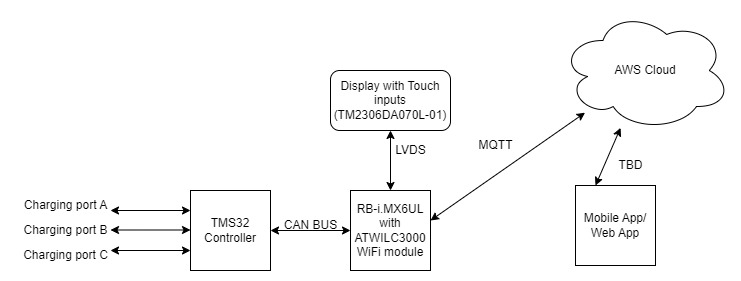 AWS Cloud
Display with Touch
inputs
(TM2306DA070L-01)
MQTT
LVDS
TBD
Charging port A
Charging port B
Charging port C
TMS32
Controller
CAN BUS
RB-i.MX6UL
with
ATWILC3000
WiFi module
Mobile App/
Web App